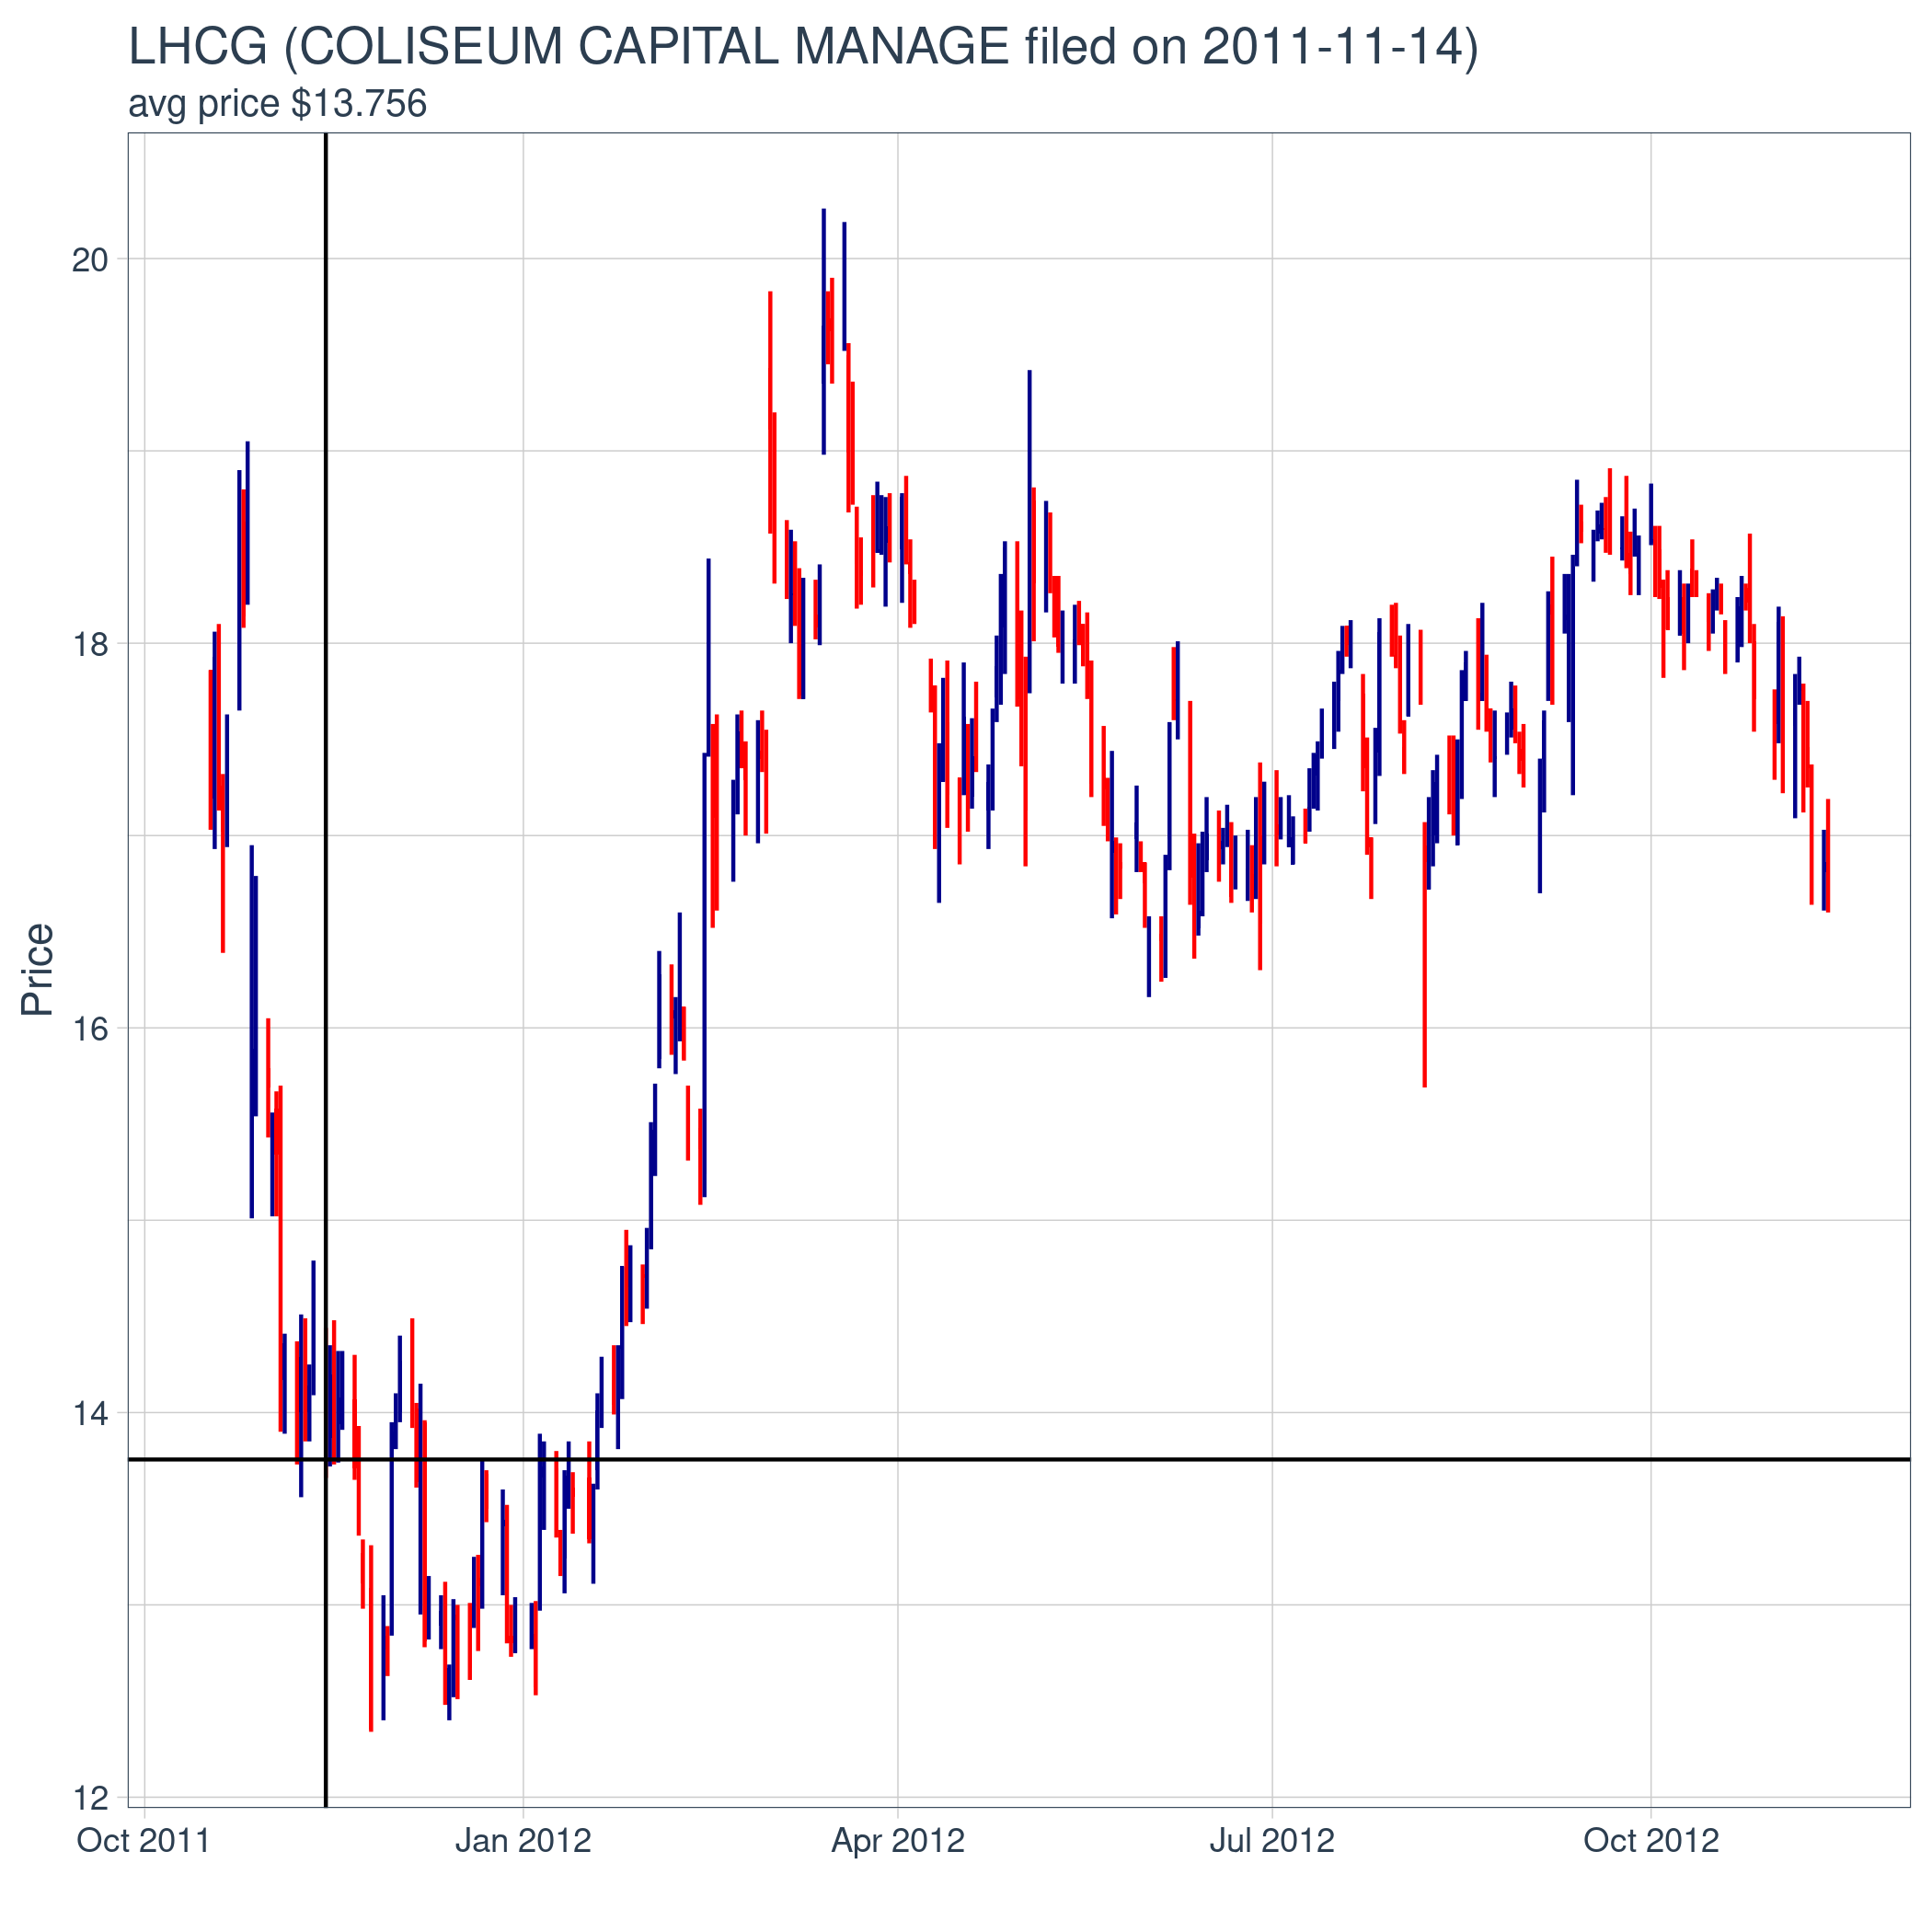 LHCG (COLISEUM CAPITAL MANAGE filed on 2011-11-14)
avg price $13.756
20
18
16
14
12
Price
Oct 2011
Jan 2012
Apr 2012
Jul 2012
Oct 2012